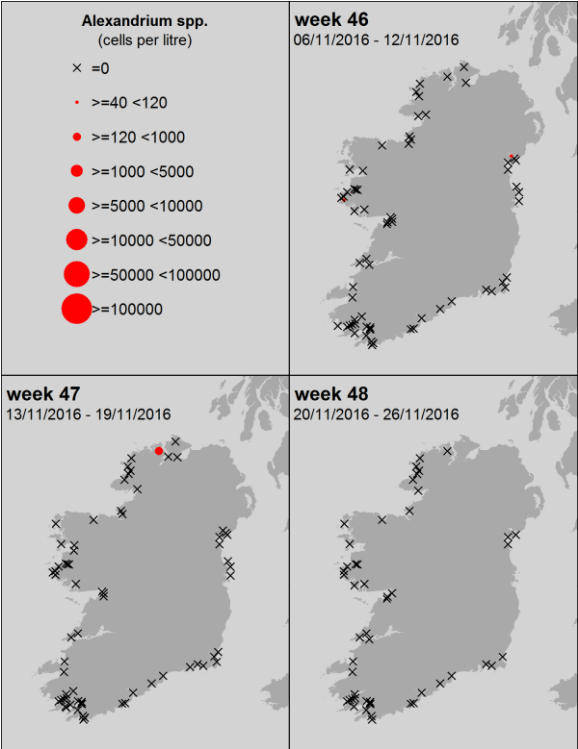 Alexandrium spp.
(cells per litre)
=0
>=40 <120
>=120 <1000
>=1000 <5000
>=5000 <10000
>=10000 <50000
>=50000 <100000
>=100000
week 46
06/11/2016 - 12/11/2016
week 47
13/11/2016 - 19/11/2016
week 48
20/11/2016 - 26/11/2016